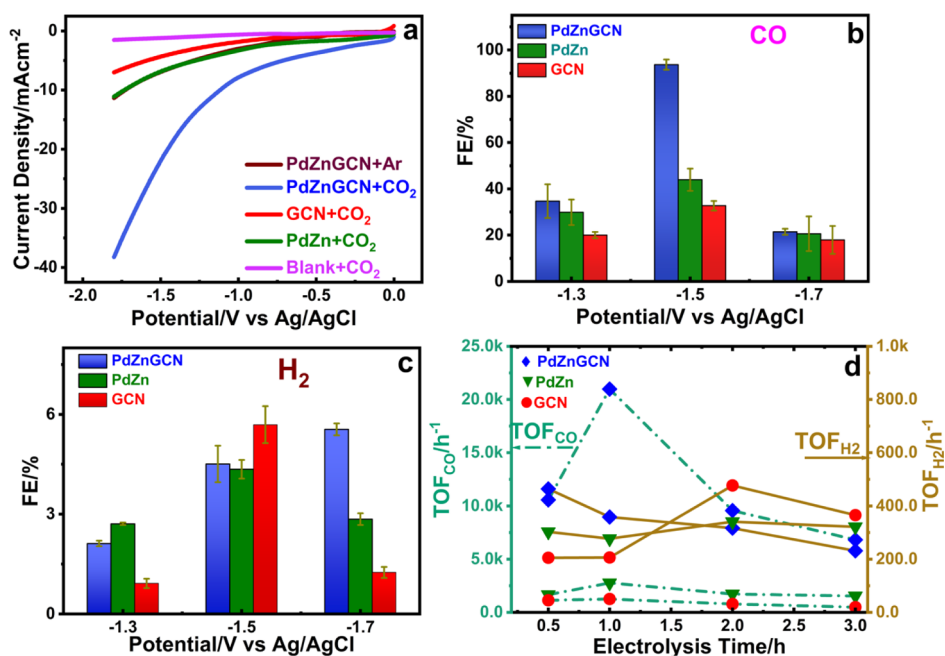 a
0
-10
-20
-30
-40
Current Density/mAcm-2
PdZnGCN+Ar
PdZnGCN+CO2
GCN+CO2
PdZn+CO2
Blank+CO2
-2.0 -1.5 -1.0 -0.5 0.0
Potential/V vs Ag/AgCl
b
PdZnGCN
PdZn
GCN
CO
100
80
60
40
20
0
FE/%
-1.3 -1.5 -1.7
Potential/V vs Ag/AgCl
c
PdZnGCN
PdZn
GCN
H2
6
3
0
FE/%
-1.3 -1.5 -1.7
Potential/V vs Ag/AgCl
d
25.0k
20.0k
15.0k
10.0k
5.0k
0.0
TOFCO/h-1
PdZnGCN
PdZn
GCN
TOFCO
TOFH2
1.0k
800.0
600.0
400.0
200.0
0.0
TOFH2/h-1
0.5 1.0 1.5 2.0 2.5 3.0
Electrolysis Time/h